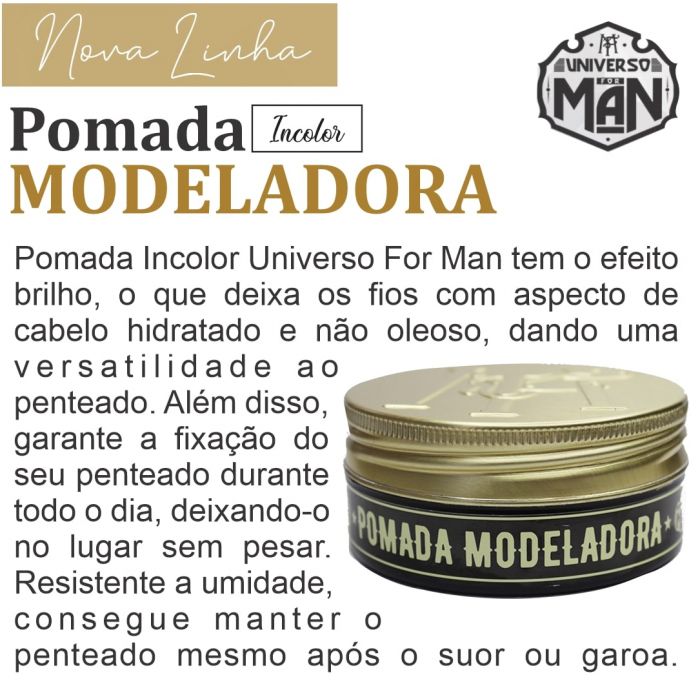 Nova Linha
UNIVERSO
FOR
MAN
Pomada Incolor
MODELADORA
Pomada Incolor Universo For Man tem o efeito
brilho, o que deixa os fios com aspecto de
cabelo hidratado e não oleoso, dando uma
versatilidade ao
penteado. Além disso,
garante a fixação do
seu penteado durante
todo o dia, deixando-o
no lugar sem pesar.
Resistente a umidade,
consegue manter o
penteado mesmo após o suor ou garoa.
POMADA MODELADORA